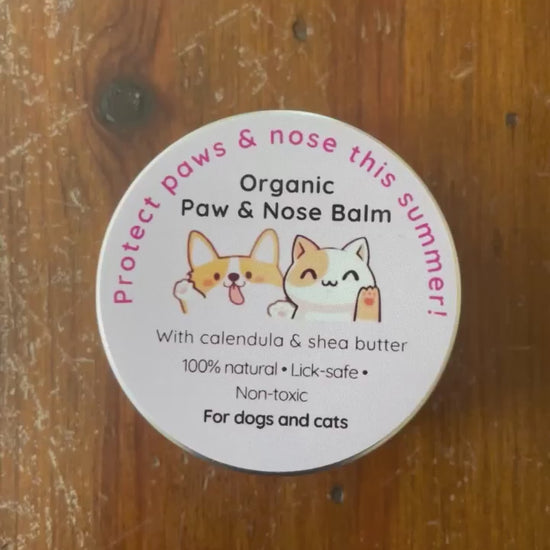 Protect paws & nose this summer!
Organic
Paw & Nose Balm
With calendula & shea butter
100% natural • Lick-safe •
Non-toxic
For dogs and cats